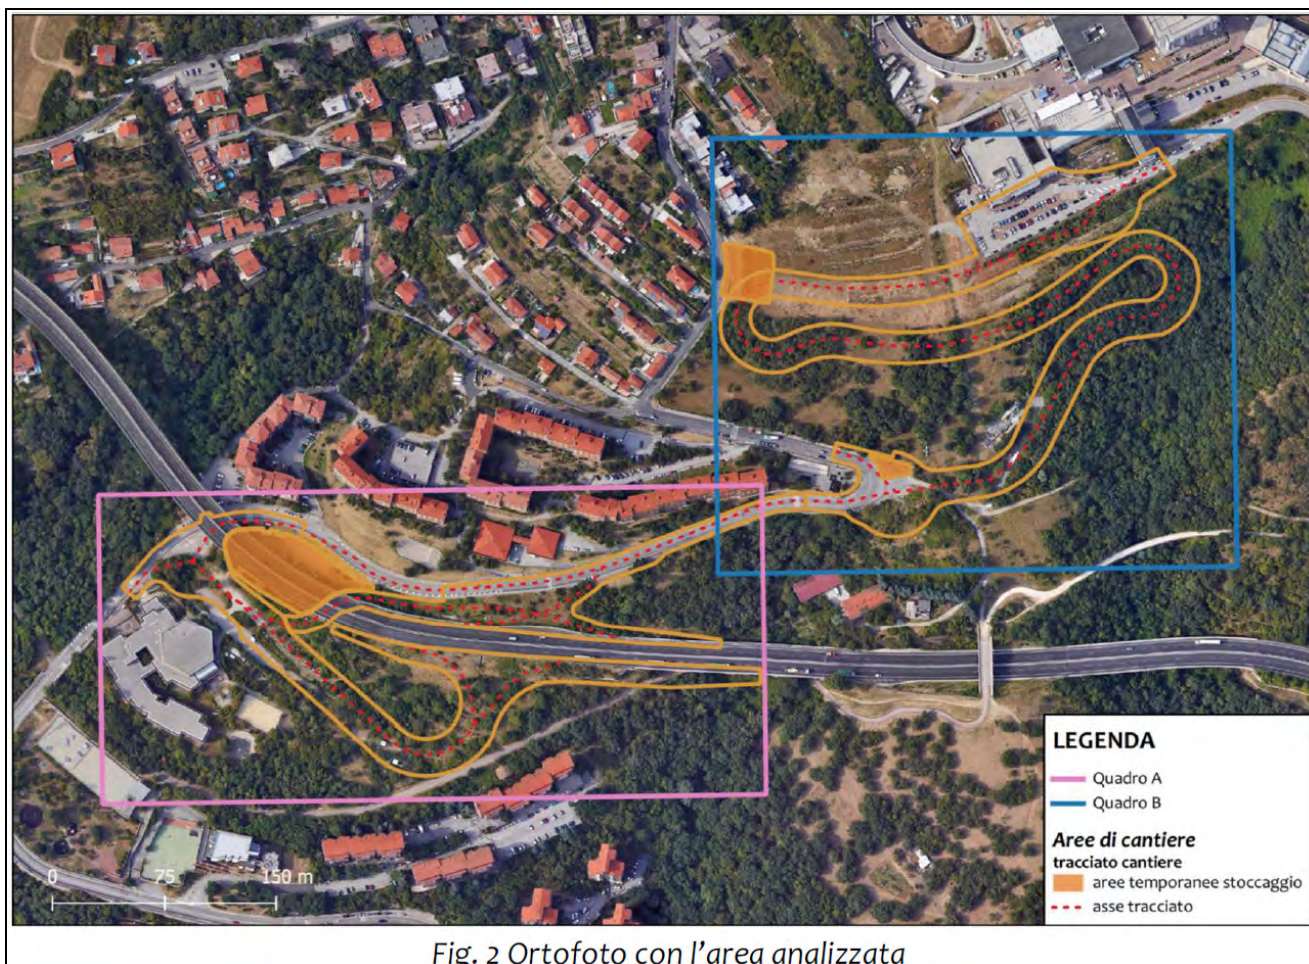 LEGENDA
Quadro A
Quadro B
Aree di cantiere
tracciato cantiere
aree temporanee stoccaggio
asse tracciato
0 75 150 m
Fig. 2 Ortofoto con l'area analizzata